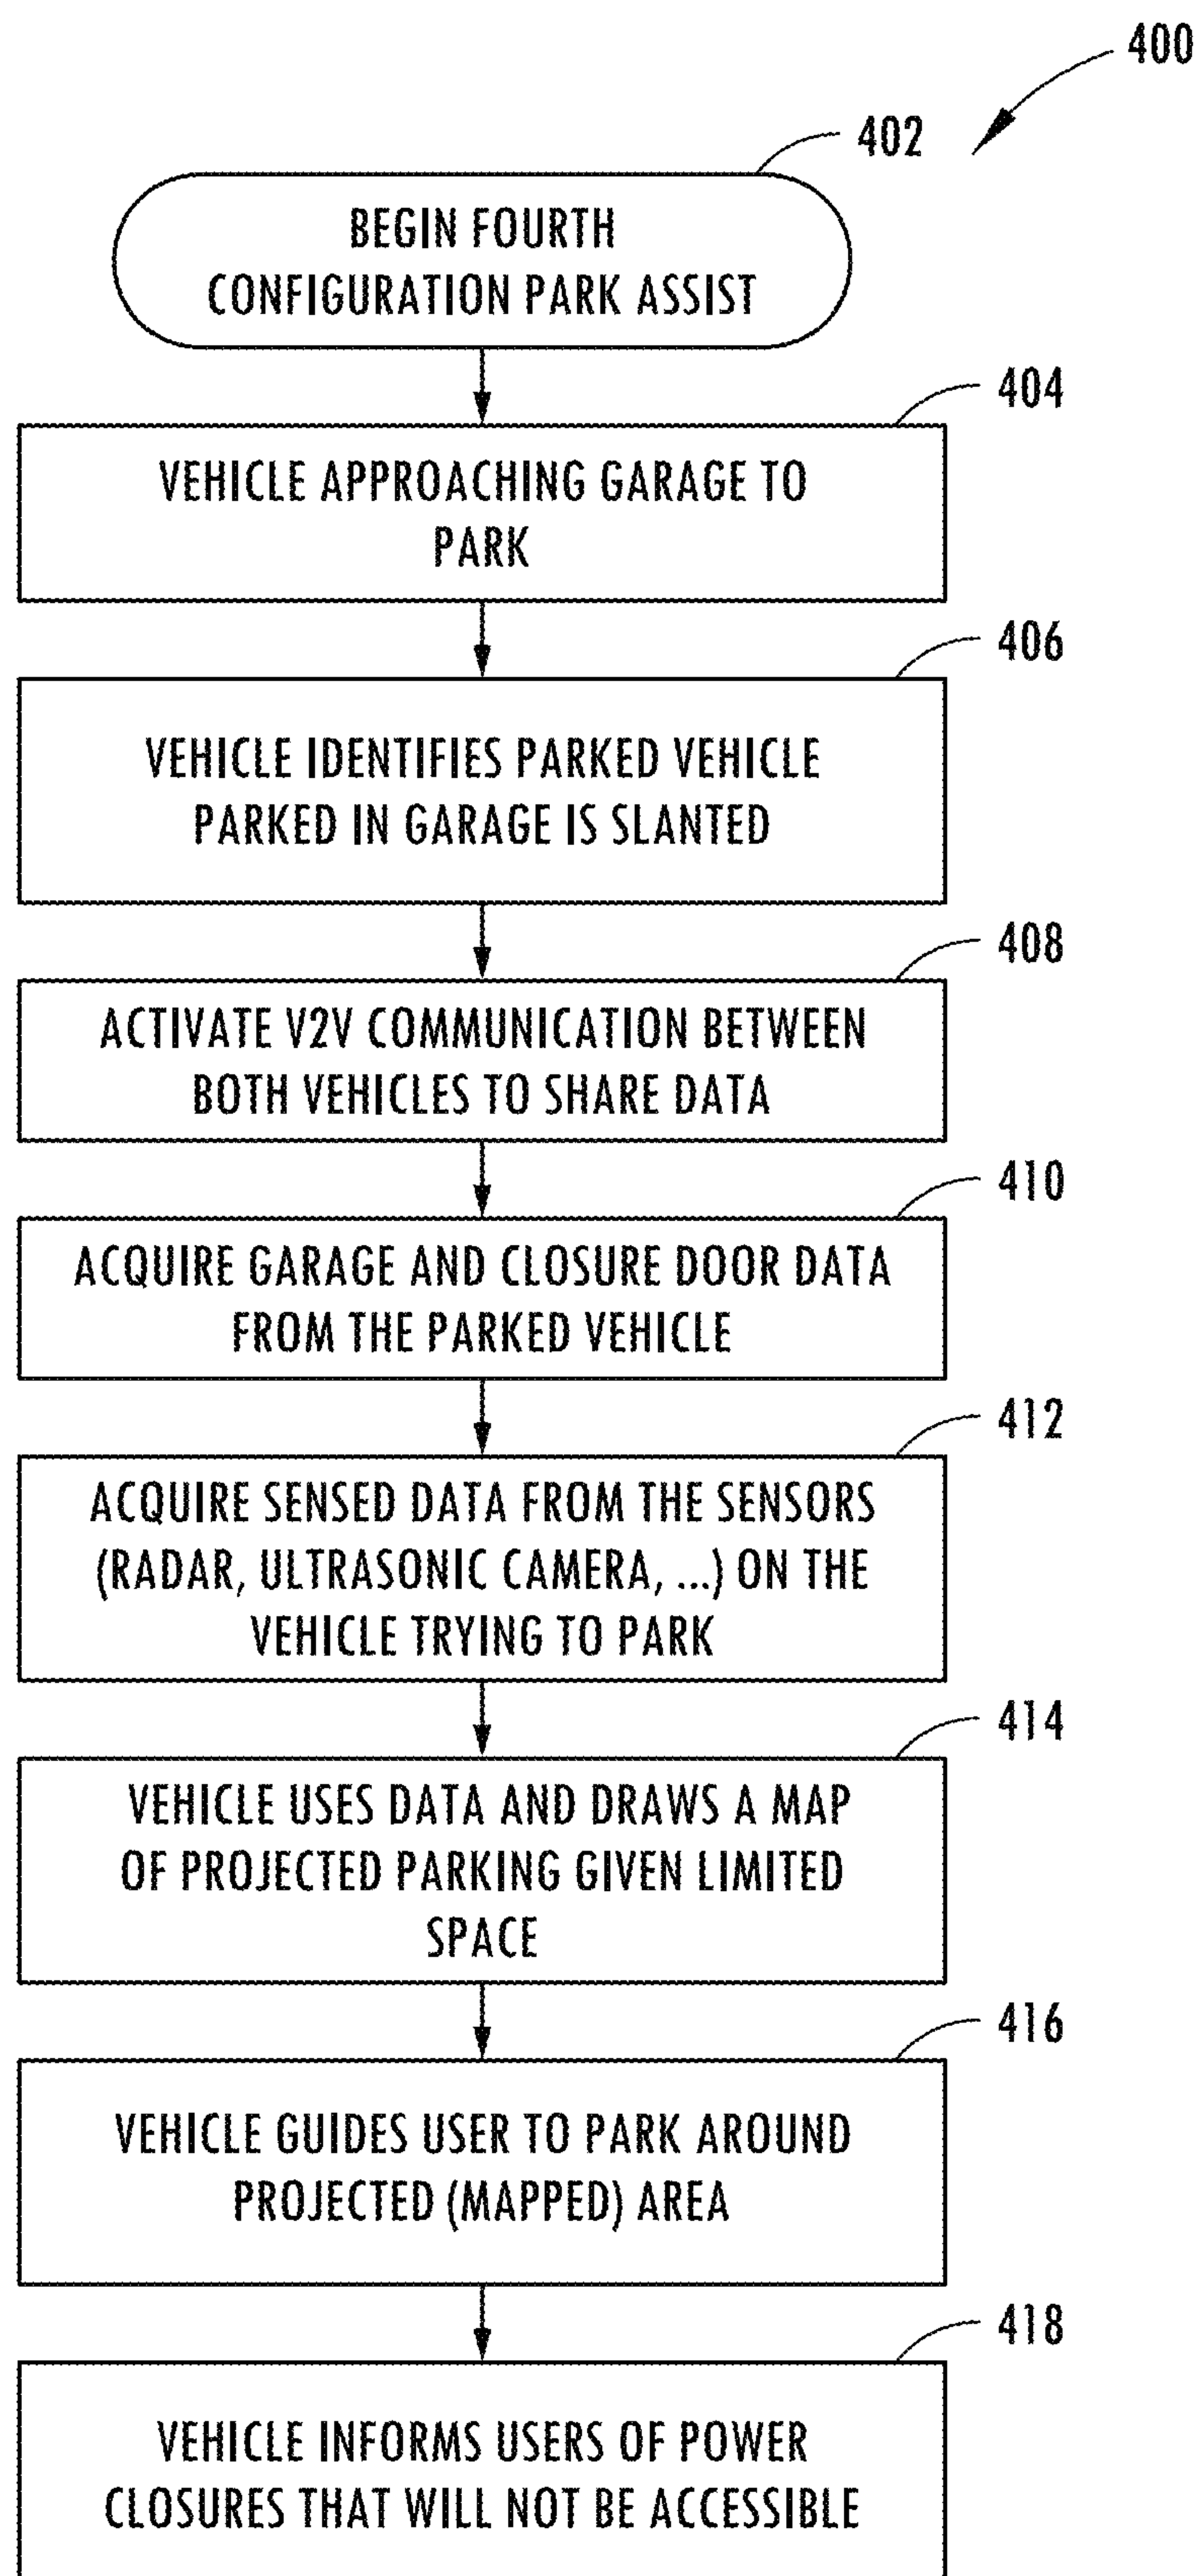 400
402
BEGIN FOURTH
CONFIGURATION PARK ASSIST
404
VEHICLE APPROACHING GARAGE TO
PARK
406
VEHICLE IDENTIFIES PARKED VEHICLE
PARKED IN GARAGE IS SLANTED
408
ACTIVATE V2V COMMUNICATION BETWEEN
BOTH VEHICLES TO SHARE DATA
410
ACQUIRE GARAGE AND CLOSURE DOOR DATA
FROM THE PARKED VEHICLE
412
ACQUIRE SENSED DATA FROM THE SENSORS
(RADAR, ULTRASONIC CAMERA, ...) ON THE
VEHICLE TRYING TO PARK
414
VEHICLE USES DATA AND DRAWS A MAP
OF PROJECTED PARKING GIVEN LIMITED
SPACE
416
VEHICLE GUIDES USER TO PARK AROUND
PROJECTED (MAPPED) AREA
418
VEHICLE INFORMS USERS OF POWER
CLOSURES THAT WILL NOT BE ACCESSIBLE